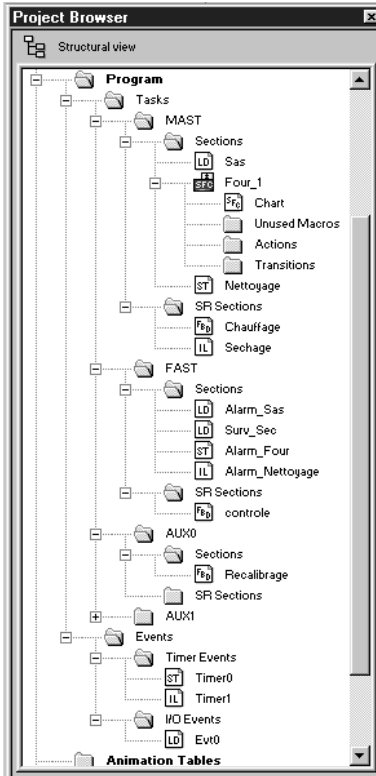 Project Browser
Structural view
Program
Tasks
MAST
Sections
LD Sas
SFC Four_1
SFC Chart
Unused Macros
Actions
Transitions
ST Nettoyage
SR Sections
FBD Chauffage
IL Sechage
FAST
Sections
LD Alarm_Sas
LD Surv_Sec
ST Alarm_Four
IL Alarm_Nettoyage
SR Sections
FBD controle
AUX0
Sections
FBD Recalibrage
SR Sections
AUX1
Events
Timer Events
ST Timer0
IL Timer1
I/O Events
LD Evt0
Animation Tables